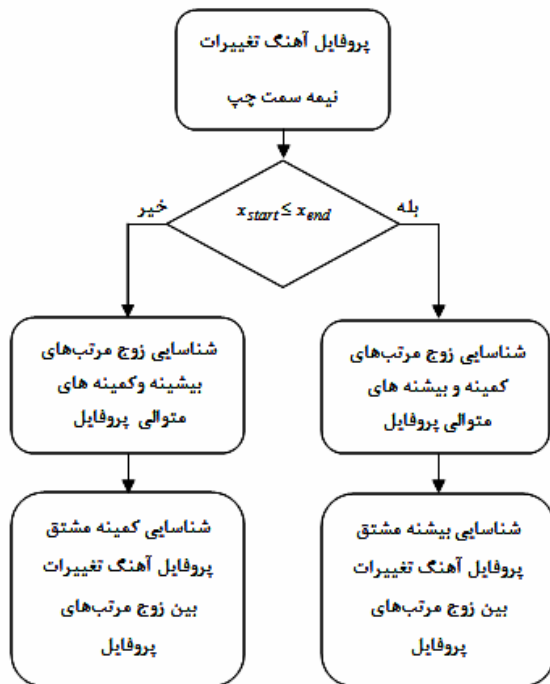 پروفایل آهنگ تغییرات
نیمه سمت چپ
x_start ≤ x_end
بله
خیر
شناسایی زوج مرتب‌های
کمینه و بیشنه های
متوالی پروفایل
شناسایی بیشنه مشتق
پروفایل آهنگ تغییرات
بین زوج مرتب‌های
پروفایل
شناسایی زوج مرتب‌های
بیشینه وکمینه های
متوالی پروفایل
شناسایی کمینه مشتق
پروفایل آهنگ تغییرات
بین زوج مرتب‌های
پروفایل